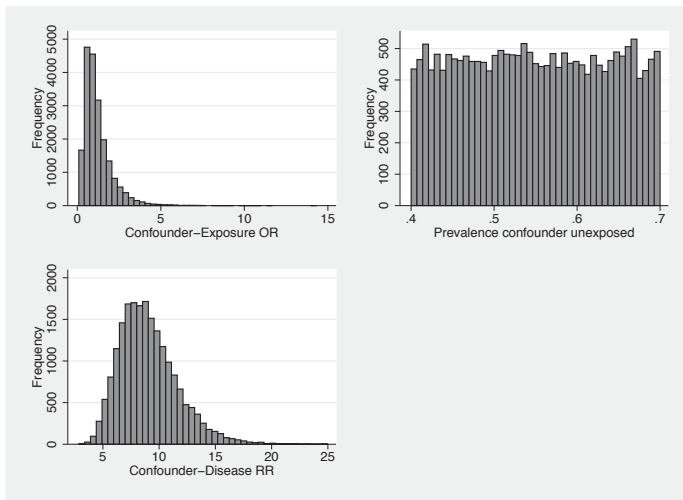 Frequency
0 1000 2000 3000 4000 5000
0 5 10 15
Confounder−Exposure OR
Frequency
0 100 200 300 400 500
.4 .5 .6 .7
Prevalence confounder unexposed
Frequency
0 500 1000 1500 2000
5 10 15 20 25
Confounder−Disease RR